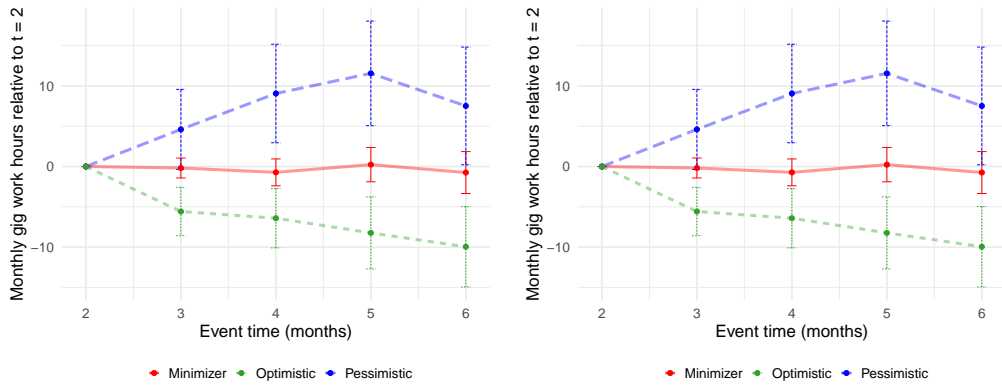 Monthly gig work hours relative to t = 2
10
0
−10
2 3 4 5 6
Event time (months)
Minimizer Optimistic Pessimistic
Monthly gig work hours relative to t = 2
10
0
−10
2 3 4 5 6
Event time (months)
Minimizer Optimistic Pessimistic